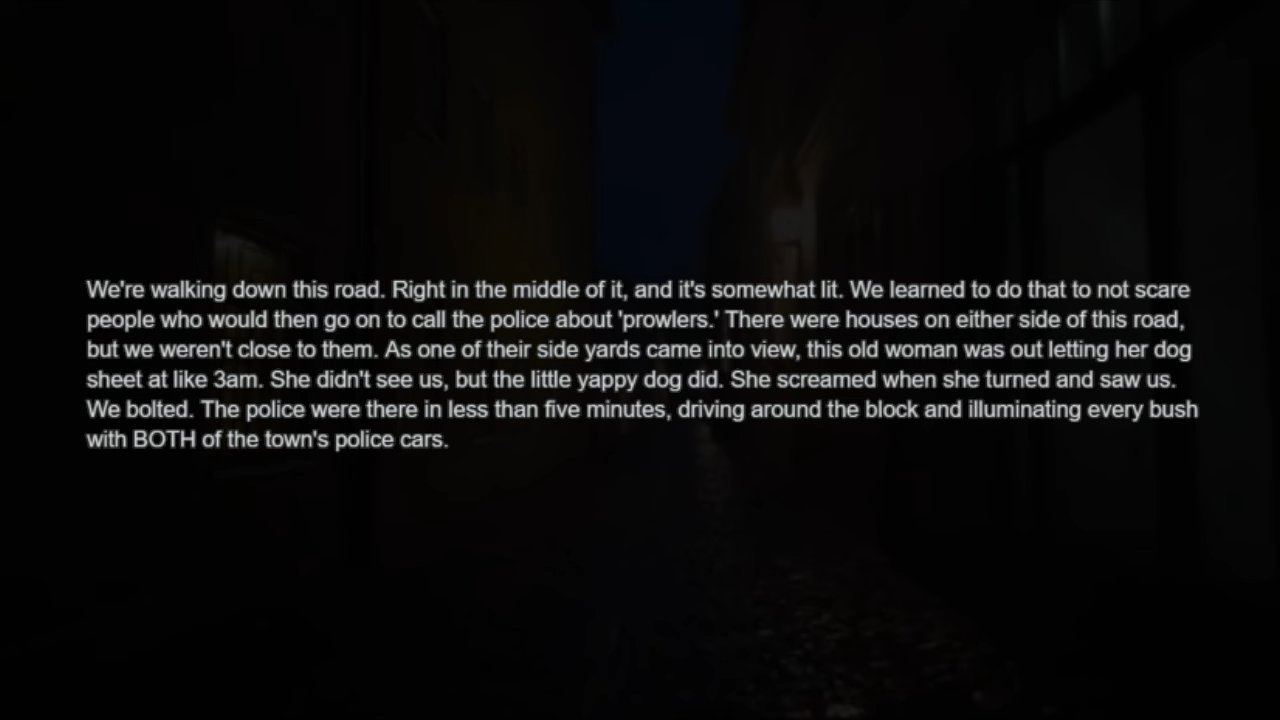 We're walking down this road. Right in the middle of it, and it's somewhat lit. We learned to do that to not scare
people who would then go on to call the police about 'prowlers.' There were houses on either side of this road,
but we weren't close to them. As one of their side yards came into view, this old woman was out letting her dog
sheet at like 3am. She didn't see us, but the little yappy dog did. She screamed when she turned and saw us.
We bolted. The police were there in less than five minutes, driving around the block and illuminating every bush
with BOTH of the town's police cars.